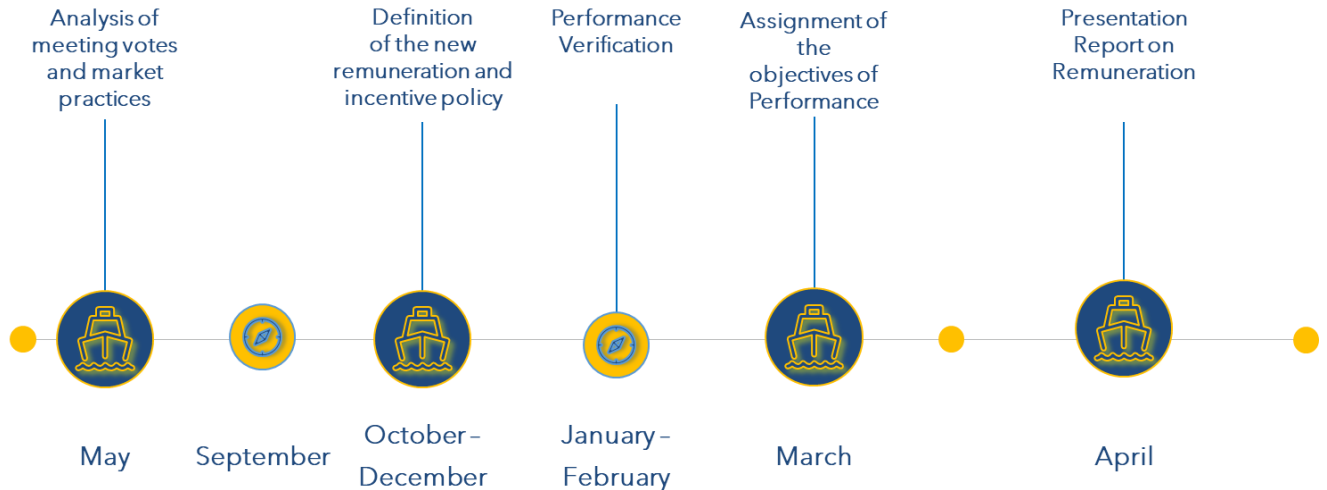 Analysis of
meeting votes
and market
practices
Definition
of the new
remuneration and
incentive policy
Performance
Verification
Assignment of
the
objectives of
Performance
Presentation
Report on
Remuneration
May
September
October –
December
January –
February
March
April